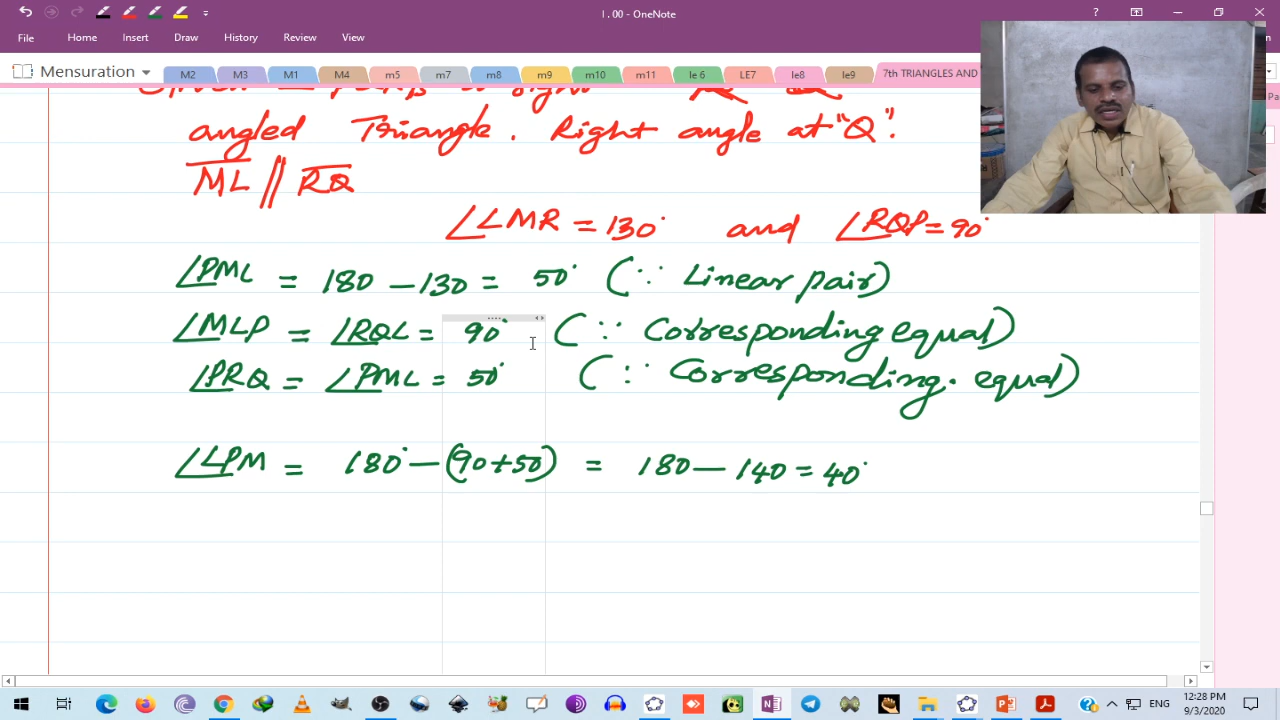 1.00 - OneNote
File Home Insert Draw History Review View
Mensuration M2 M3 M1 M4 m5 m7 m8 m9 m10 m11 le 6 LE7 le8 le9 7th TRIANGLES AND
angled Triangle. Right angle at "Q".
ML // RQ
∠LMR = 130° and ∠RQP = 90°
∠PML = 180 - 130 = 50° (∵ Linear pair)
∠MLP = ∠RQL = 90° (∵ Corresponding equal)
∠PRQ = ∠PML = 50° (∵ Corresponding. equal)
∠LPM = 180° - (90+50) = 180 - 140 = 40°
ENG
12:28 PM
9/3/2020